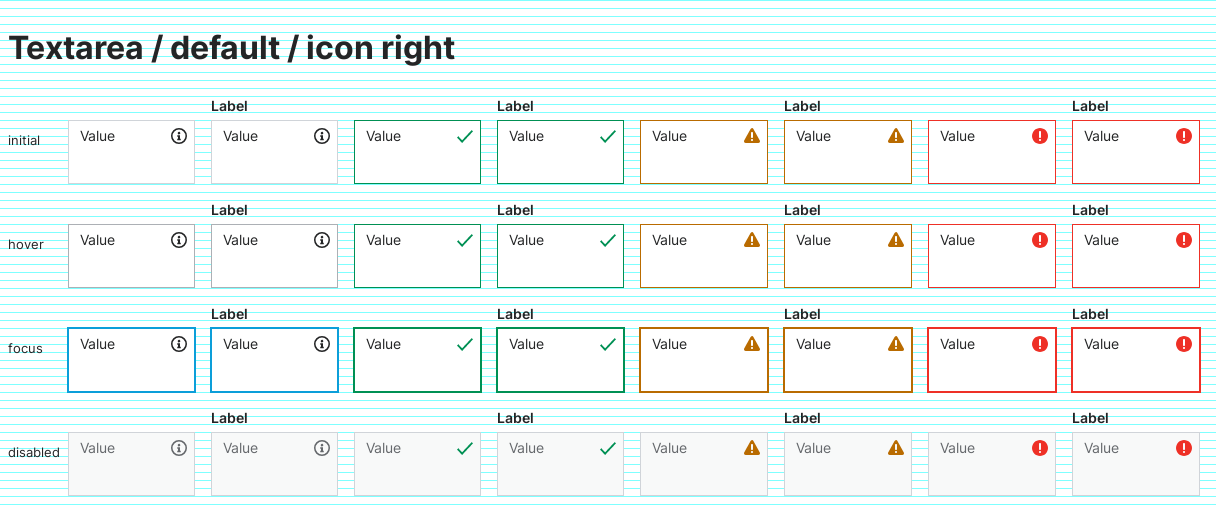 Textarea / default / icon right
Label Label Label Label
initial Value Value Value Value Value Value Value Value
Label Label Label Label
hover Value Value Value Value Value Value Value Value
Label Label Label Label
focus Value Value Value Value Value Value Value Value
Label Label Label Label
disabled Value Value Value Value Value Value Value Value